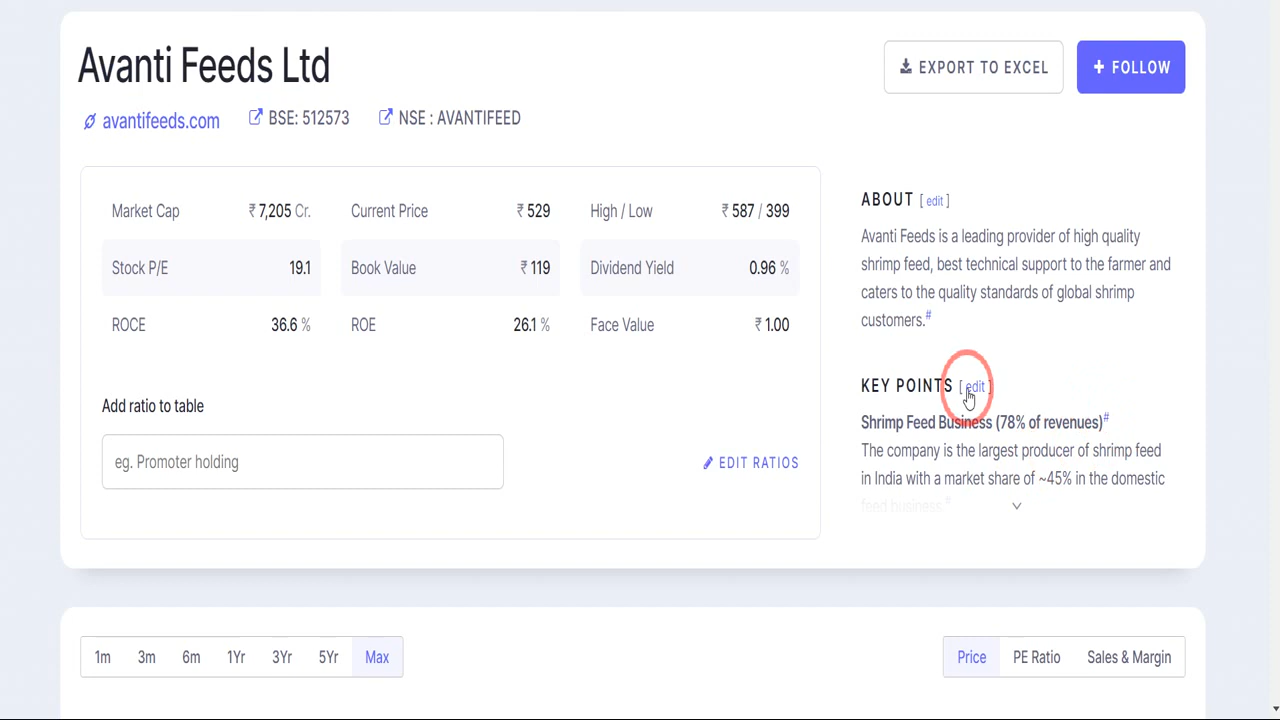 Avanti Feeds Ltd
EXPORT TO EXCEL
+ FOLLOW
avantifeeds.com
BSE: 512573
NSE : AVANTIFEED
Market Cap ₹ 7,205 Cr.
Current Price ₹ 529
High / Low ₹ 587 / 399
Stock P/E 19.1
Book Value ₹ 119
Dividend Yield 0.96 %
ROCE 36.6 %
ROE 26.1 %
Face Value ₹ 1.00
Add ratio to table
eg. Promoter holding
EDIT RATIOS
ABOUT [ edit ]
Avanti Feeds is a leading provider of high quality
shrimp feed, best technical support to the farmer and
caters to the quality standards of global shrimp
customers.#
KEY POINTS [ edit ]
Shrimp Feed Business (78% of revenues)#
The company is the largest producer of shrimp feed
in India with a market share of ~45% in the domestic
feed business.#
1m 3m 6m 1Yr 3Yr 5Yr Max
Price PE Ratio Sales & Margin